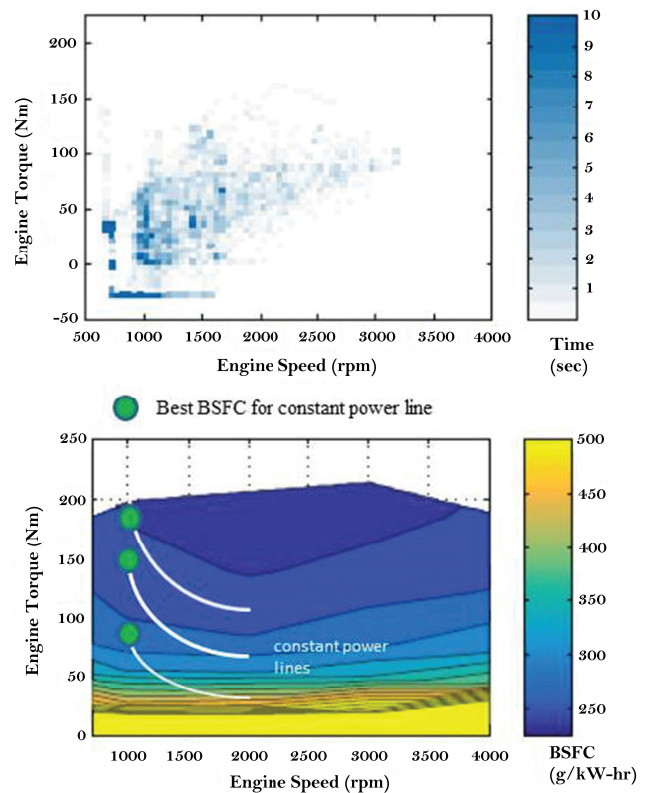 200
150
100
50
0
-50
Engine Torque (Nm)
500 1000 1500 2000 2500 3000 3500 4000
Engine Speed (rpm)
10
9
8
7
6
5
4
3
2
1
Time
(sec)
Best BSFC for constant power line
250
200
150
100
50
0
Engine Torque (Nm)
constant power
lines
1000 1500 2000 2500 3000 3500 4000
Engine Speed (rpm)
500
450
400
350
300
250
BSFC
(g/kW-hr)